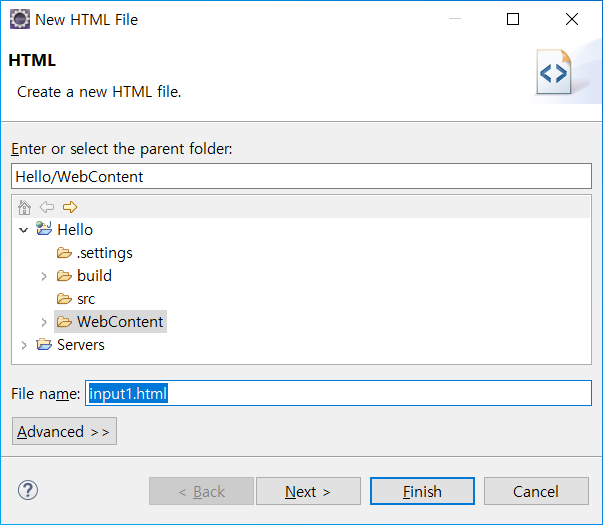 New HTML File
HTML
Create a new HTML file.
Enter or select the parent folder:
Hello/WebContent
Hello
.settings
build
src
WebContent
Servers
File name: input1.html
Advanced >>
< Back Next > Finish Cancel